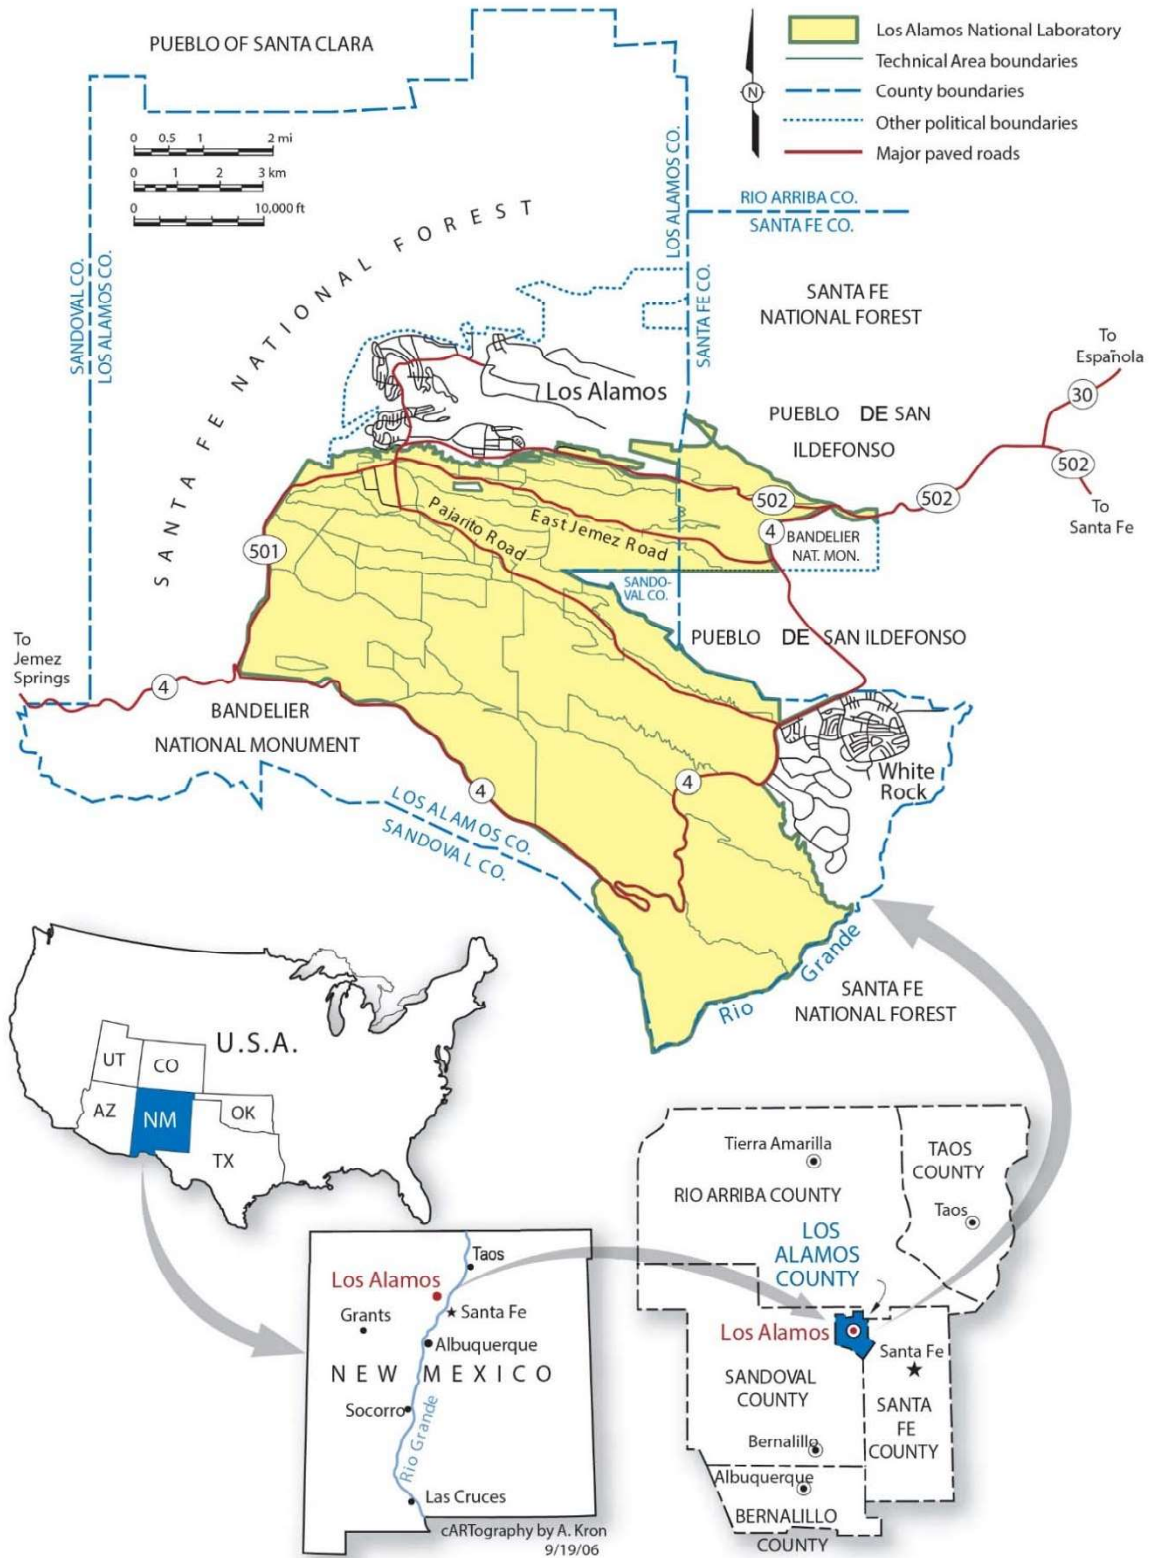 PUEBLO OF SANTA CLARA
N
Los Alamos National Laboratory
Technical Area boundaries
County boundaries
Other political boundaries
Major paved roads
0 0.5 1 2 mi
0 1 2 3 km
0 10,000 ft
SANDOVAL CO.
LOS ALAMOS CO.
SANTA FE NATIONAL FOREST
LOS ALAMOS CO.
SANTA FE CO.
RIO ARRIBA CO.
SANTA FE CO.
SANTA FE
NATIONAL FOREST
To
Española
30
Los Alamos
PUEBLO DE SAN
ILDEFONSO
502
To
Santa Fe
502
502
4
BANDELIER
NAT. MON.
501
Pajarito Road
East Jemez Road
SANDO-
VAL CO.
PUEBLO DE SAN ILDEFONSO
To
Jemez
Springs
4
BANDELIER
NATIONAL MONUMENT
4
4
White
Rock
LOS ALAMOS CO.
SANDOVAL CO.
Rio Grande
SANTA FE
NATIONAL FOREST
U.S.A.
UT
CO
AZ
NM
OK
TX
Taos
Los Alamos
Santa Fe
Grants
Albuquerque
NEW MEXICO
Socorro
Rio Grande
Las Cruces
cARTography by A. Kron
9/19/06
Tierra Amarilla
RIO ARRIBA COUNTY
TAOS
COUNTY
Taos
LOS
ALAMOS
COUNTY
Los Alamos
Santa Fe
SANDOVAL
COUNTY
SANTA
FE
COUNTY
Bernalillo
Albuquerque
BERNALILLO
COUNTY